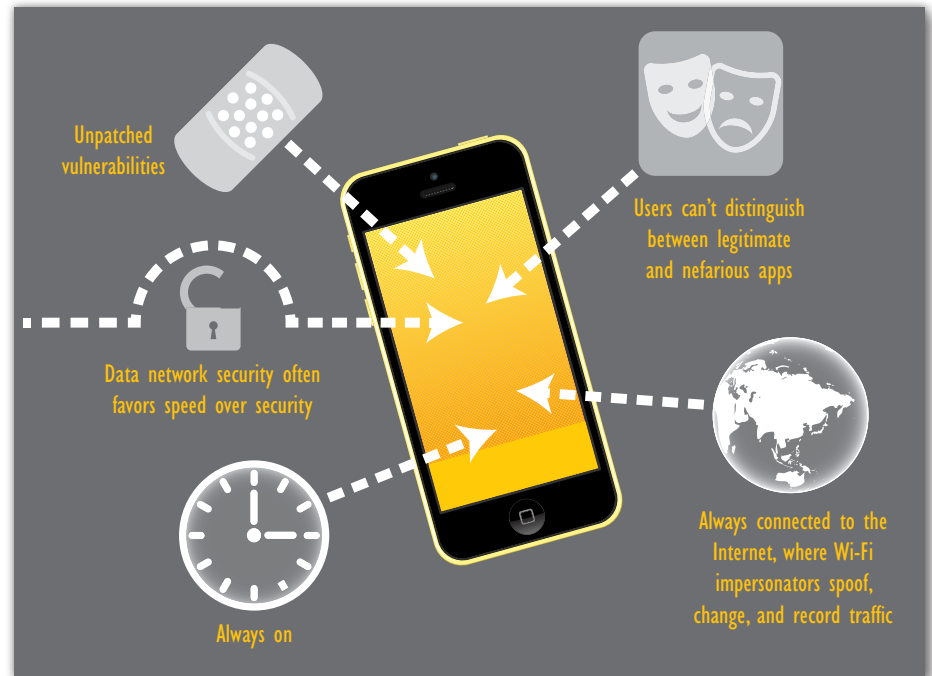 Unpatched
vulnerabilities
Users can't distinguish
between legitimate
and nefarious apps
Data network security often
favors speed over security
Always connected to the
Internet, where Wi-Fi
impersonators spoof,
change, and record traffic
Always on